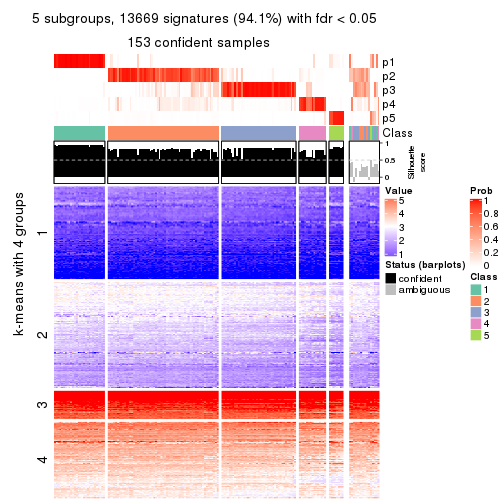 5 subgroups, 13669 signatures (94.1%) with fdr < 0.05
153 confident samples
p1
p2
p3
p4
p5
Class
1
0.5
0
Silhouette
score
k-means with 4 groups
1
2
3
4
Value
5
4
3
2
1
Status (barplots)
confident
ambiguous
Prob
1
0.8
0.6
0.4
0.2
0
Class
1
2
3
4
5